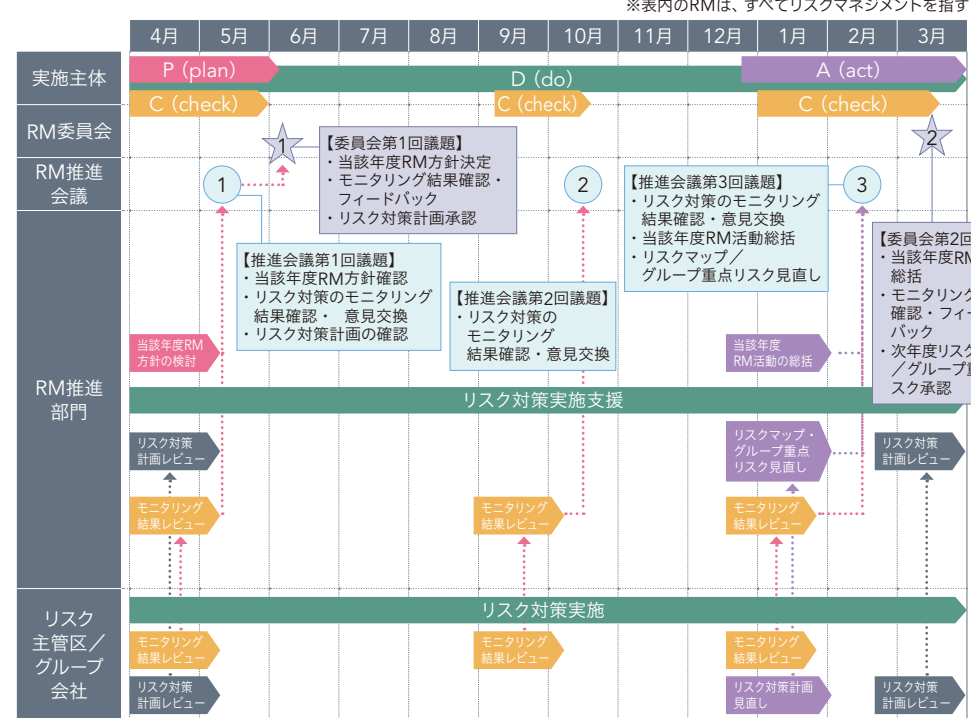 ※表内のRMは、すべてリスクマネジメントを指す
4月 5月 6月 7月 8月 9月 10月 11月 12月 1月 2月 3月
実施主体
P (plan)
D (do)
A (act)
C (check)
C (check)
C (check)
RM委員会
1
2
【委員会第1回議題】
・当該年度RM方針決定
・モニタリング結果確認・
フィードバック
・リスク対策計画承認
RM推進
会議
1
2
3
【推進会議第1回議題】
・当該年度RM方針確認
・リスク対策のモニタリング
結果確認・ 意見交換
・リスク対策計画の確認
【推進会議第2回議題】
・リスク対策の
モニタリング
結果確認・意見交換
【推進会議第3回議題】
・リスク対策のモニタリング
結果確認・意見交換
・当該年度RM活動総括
・リスクマップ／
グループ重点リスク見直し
【委員会第2回
・当該年度RM
総括
・モニタリング
確認・フィー
バック
・次年度リスク
／グループ重
スク承認
RM推進
部門
当該年度RM
方針の検討
当該年度
RM活動の総括
リスク対策実施支援
リスク対策
計画レビュー
リスクマップ・
グループ重点
リスク見直し
リスク対策
計画レビュー
モニタリング
結果レビュー
モニタリング
結果レビュー
モニタリング
結果レビュー
リスク
主管区／
グループ
会社
リスク対策実施
モニタリング
結果レビュー
モニタリング
結果レビュー
モニタリング
結果レビュー
リスク対策
計画レビュー
リスク対策計画
見直し
リスク対策
計画レビュー